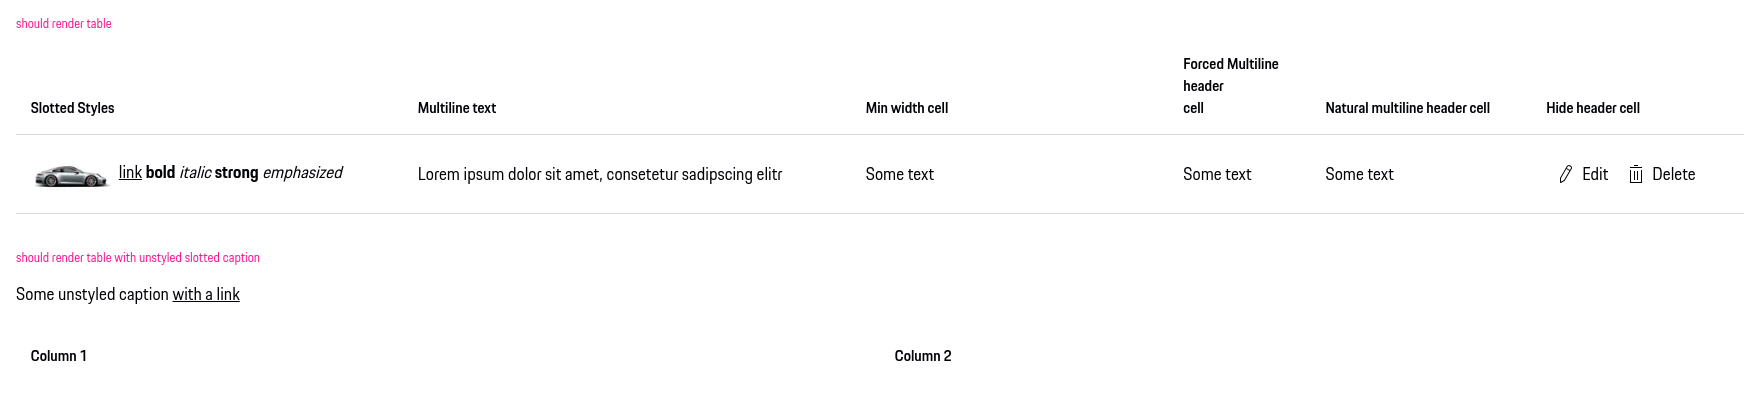 should render table
Slotted Styles
Multiline text
Min width cell
Forced Multiline
header
cell
Natural multiline header cell
Hide header cell
link bold italic strong emphasized
Lorem ipsum dolor sit amet, consetetur sadipscing elitr
Some text
Some text
Some text
Edit
Delete
should render table with unstyled slotted caption
Some unstyled caption with a link
Column 1
Column 2